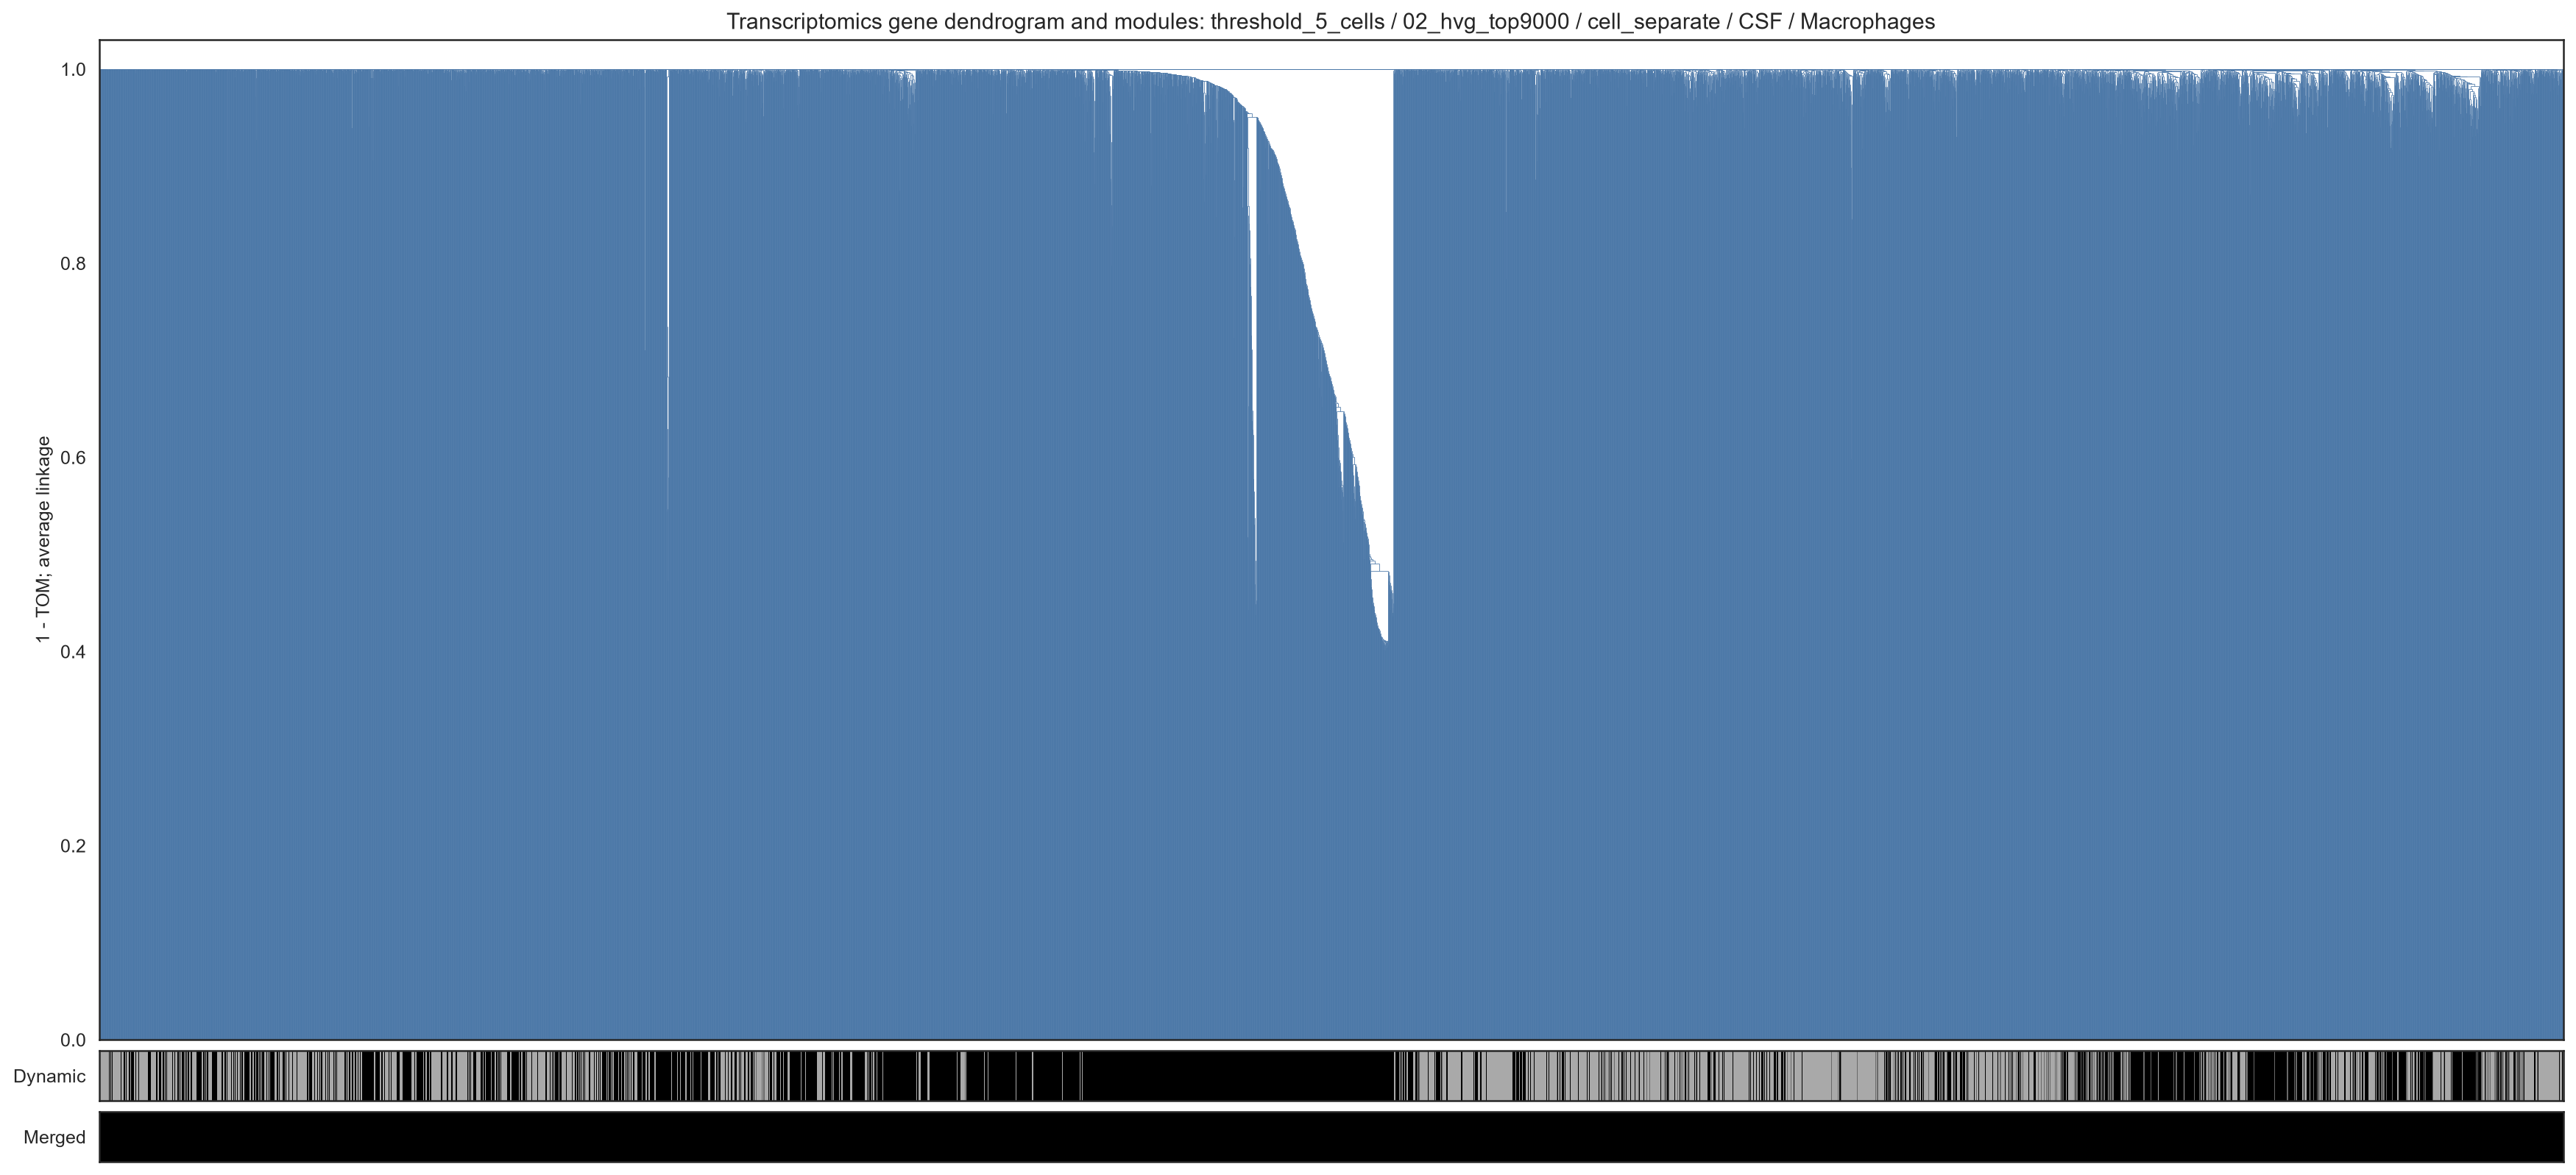 Transcriptomics gene dendrogram and modules: threshold_5_cells / 02_hvg_top9000 / cell_separate / CSF / Macrophages
1.0
0.8
0.6
0.4
0.2
0.0
1 - TOM; average linkage
Dynamic
Merged